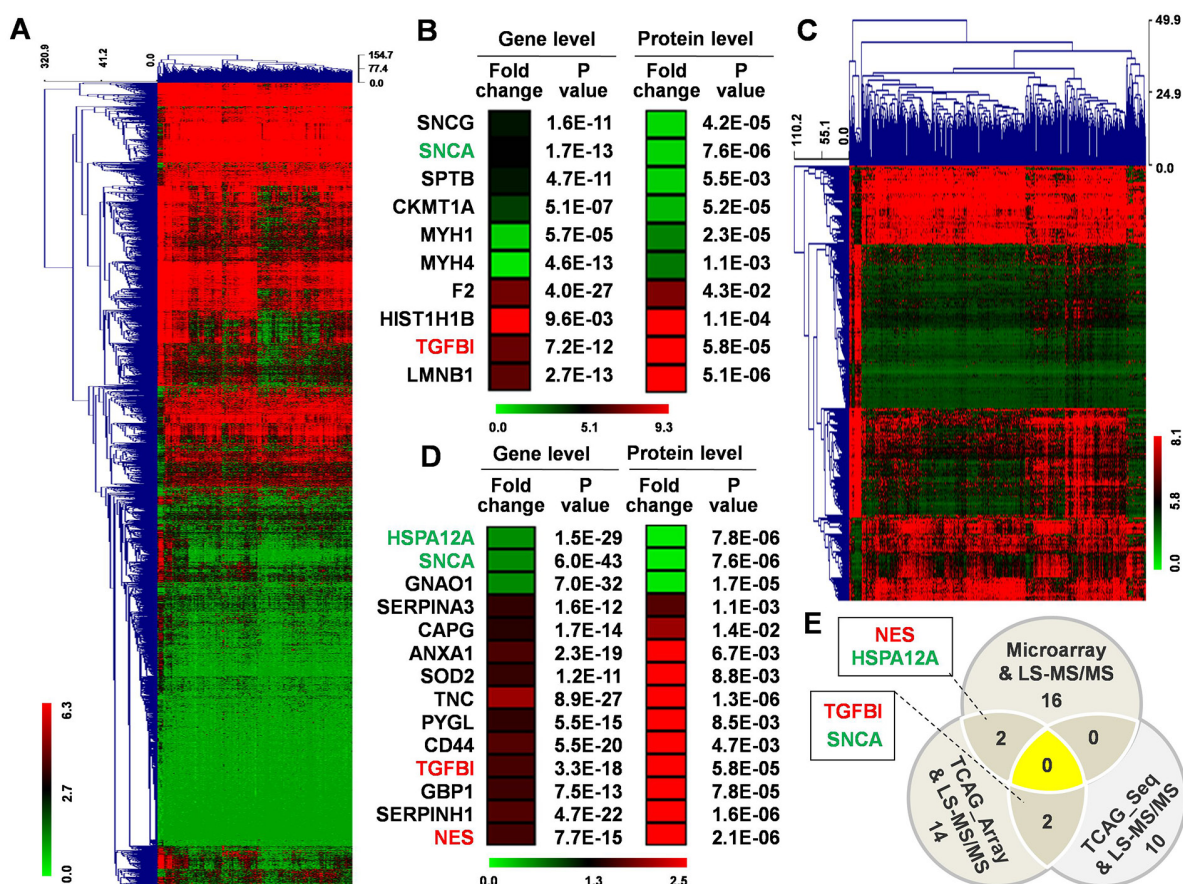 A
320.9
41.2
0.0
154.7
77.4
0.0
6.3
2.7
0.0
B
Gene level Protein level
Fold change P value Fold change P value
SNCG 1.6E-11 4.2E-05
SNCA 1.7E-13 7.6E-06
SPTB 4.7E-11 5.5E-03
CKMT1A 5.1E-07 5.2E-05
MYH1 5.7E-05 2.3E-05
MYH4 4.6E-13 1.1E-03
F2 4.0E-27 4.3E-02
HIST1H1B 9.6E-03 1.1E-04
TGFBI 7.2E-12 5.8E-05
LMNB1 2.7E-13 5.1E-06
0.0 5.1 9.3
C
49.9
24.9
0.0
110.2
55.1
0.0
8.1
5.8
0.0
D
Gene level Protein level
Fold change P value Fold change P value
HSPA12A 1.5E-29 7.8E-06
SNCA 6.0E-43 7.6E-06
GNAO1 7.0E-32 1.7E-05
SERPINA3 1.6E-12 1.1E-03
CAPG 1.7E-14 1.4E-02
ANXA1 2.3E-19 6.7E-03
SOD2 1.2E-11 8.8E-03
TNC 8.9E-27 1.3E-06
PYGL 5.5E-15 8.5E-03
CD44 5.5E-20 4.7E-03
TGFBI 3.3E-18 5.8E-05
GBP1 7.5E-13 7.8E-05
SERPINH1 4.7E-22 1.6E-06
NES 7.7E-15 2.1E-06
0.0 1.3 2.5
E
NES
HSPA12A
TGFBI
SNCA
Microarray
& LS-MS/MS
16
2
0
0
2
TCAG_Array
& LS-MS/MS
14
TCAG_Seq
& LS-MS/MS
10